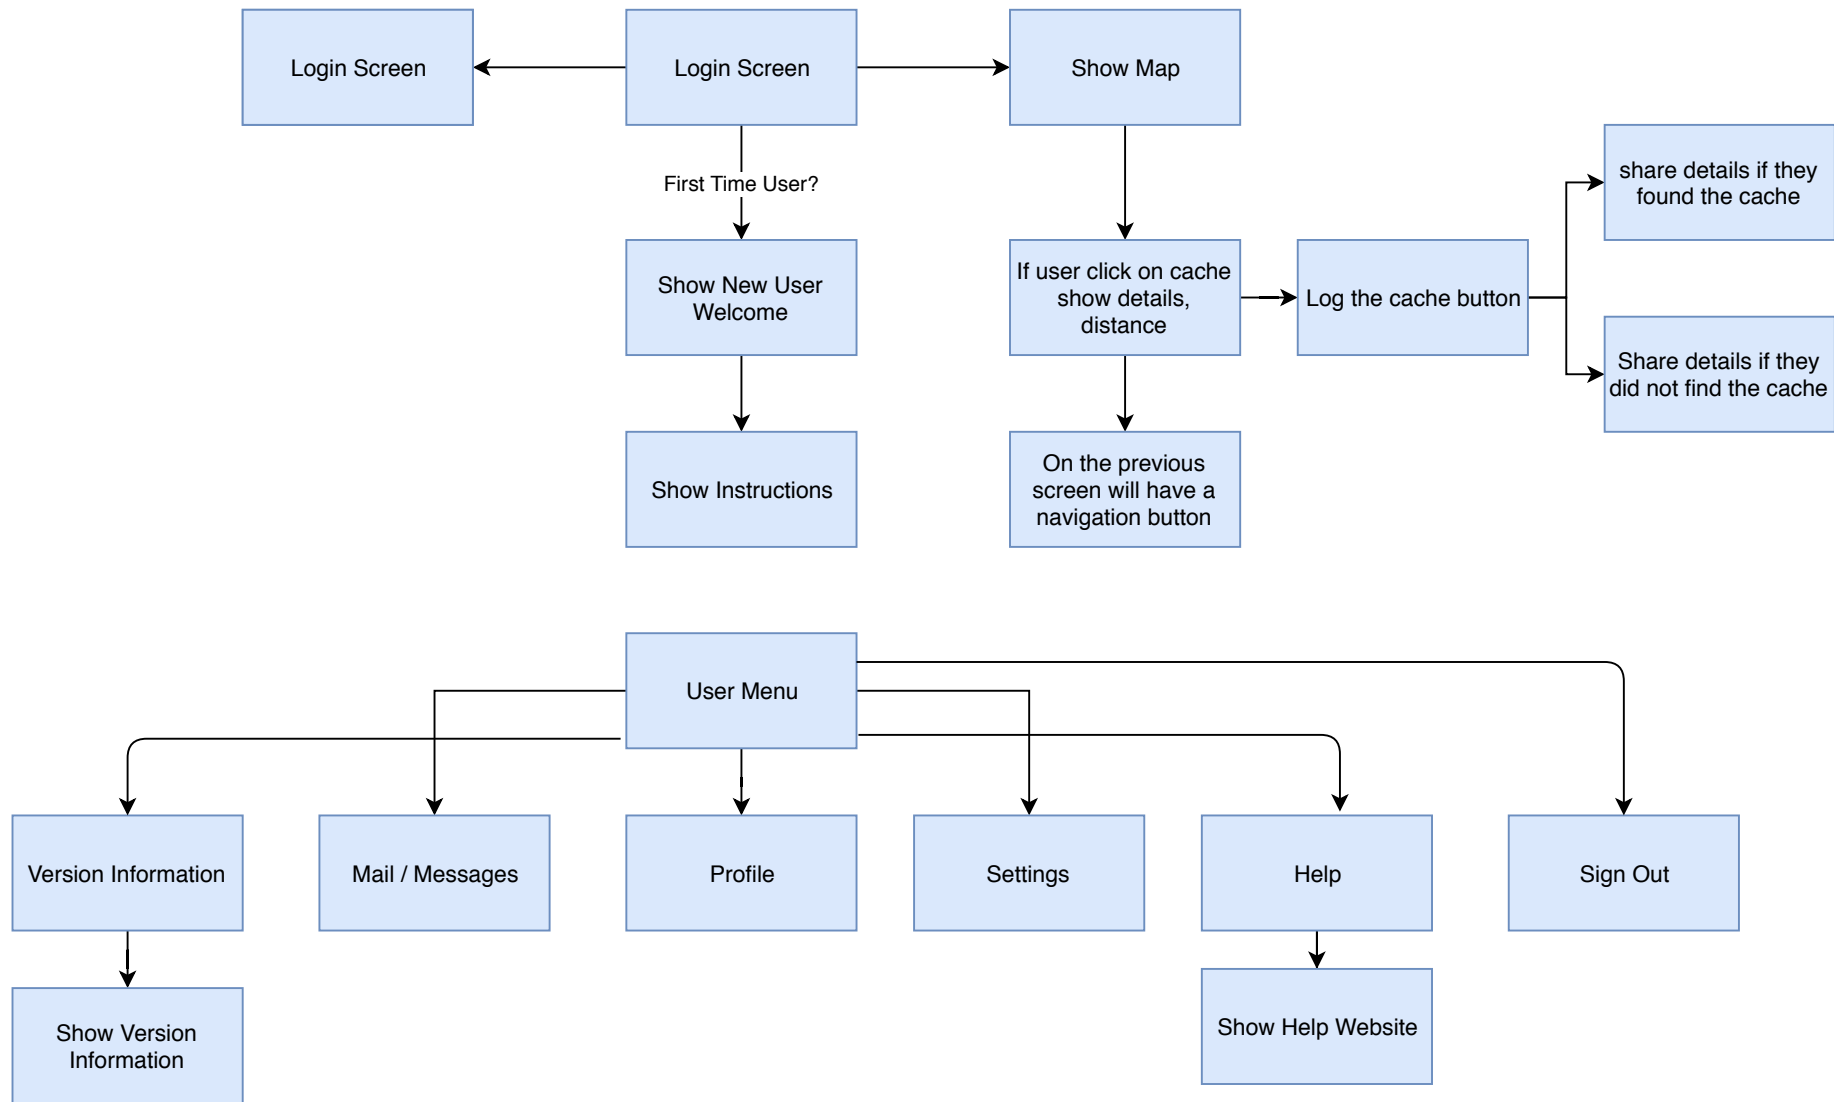 Login Screen
Login Screen
Show Map
First Time User?
share details if they
found the cache
Show New User
Welcome
If user click on cache
show details,
distance
Log the cache button
Share details if they
did not find the cache
Show Instructions
On the previous
screen will have a
navigation button
User Menu
Version Information
Mail / Messages
Profile
Settings
Help
Sign Out
Show Version
Information
Show Help Website